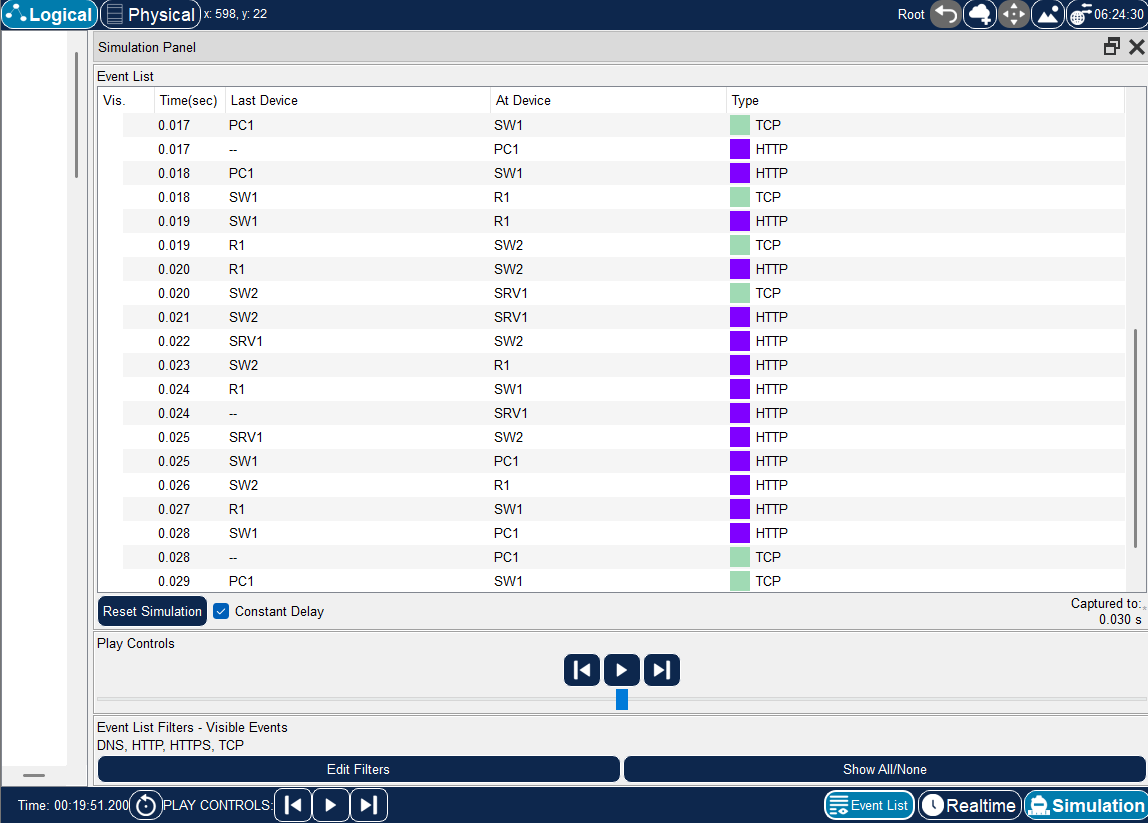 Logical Physical x: 598, y: 22 Root 06:24:30
Simulation Panel
Event List
Vis. Time(sec) Last Device At Device Type
0.017 PC1 SW1 TCP
0.017 -- PC1 HTTP
0.018 PC1 SW1 HTTP
0.018 SW1 R1 TCP
0.019 SW1 R1 HTTP
0.019 R1 SW2 TCP
0.020 R1 SW2 HTTP
0.020 SW2 SRV1 TCP
0.021 SW2 SRV1 HTTP
0.022 SRV1 SW2 HTTP
0.023 SW2 R1 HTTP
0.024 R1 SW1 HTTP
0.024 -- SRV1 HTTP
0.025 SRV1 SW2 HTTP
0.025 SW1 PC1 HTTP
0.026 SW2 R1 HTTP
0.027 R1 SW1 HTTP
0.028 SW1 PC1 HTTP
0.028 -- PC1 TCP
0.029 PC1 SW1 TCP
Reset Simulation Constant Delay Captured to:
0.030 s
Play Controls
Event List Filters - Visible Events
DNS, HTTP, HTTPS, TCP
Edit Filters Show All/None
Time: 00:19:51.200 PLAY CONTROLS: Event List Realtime Simulation